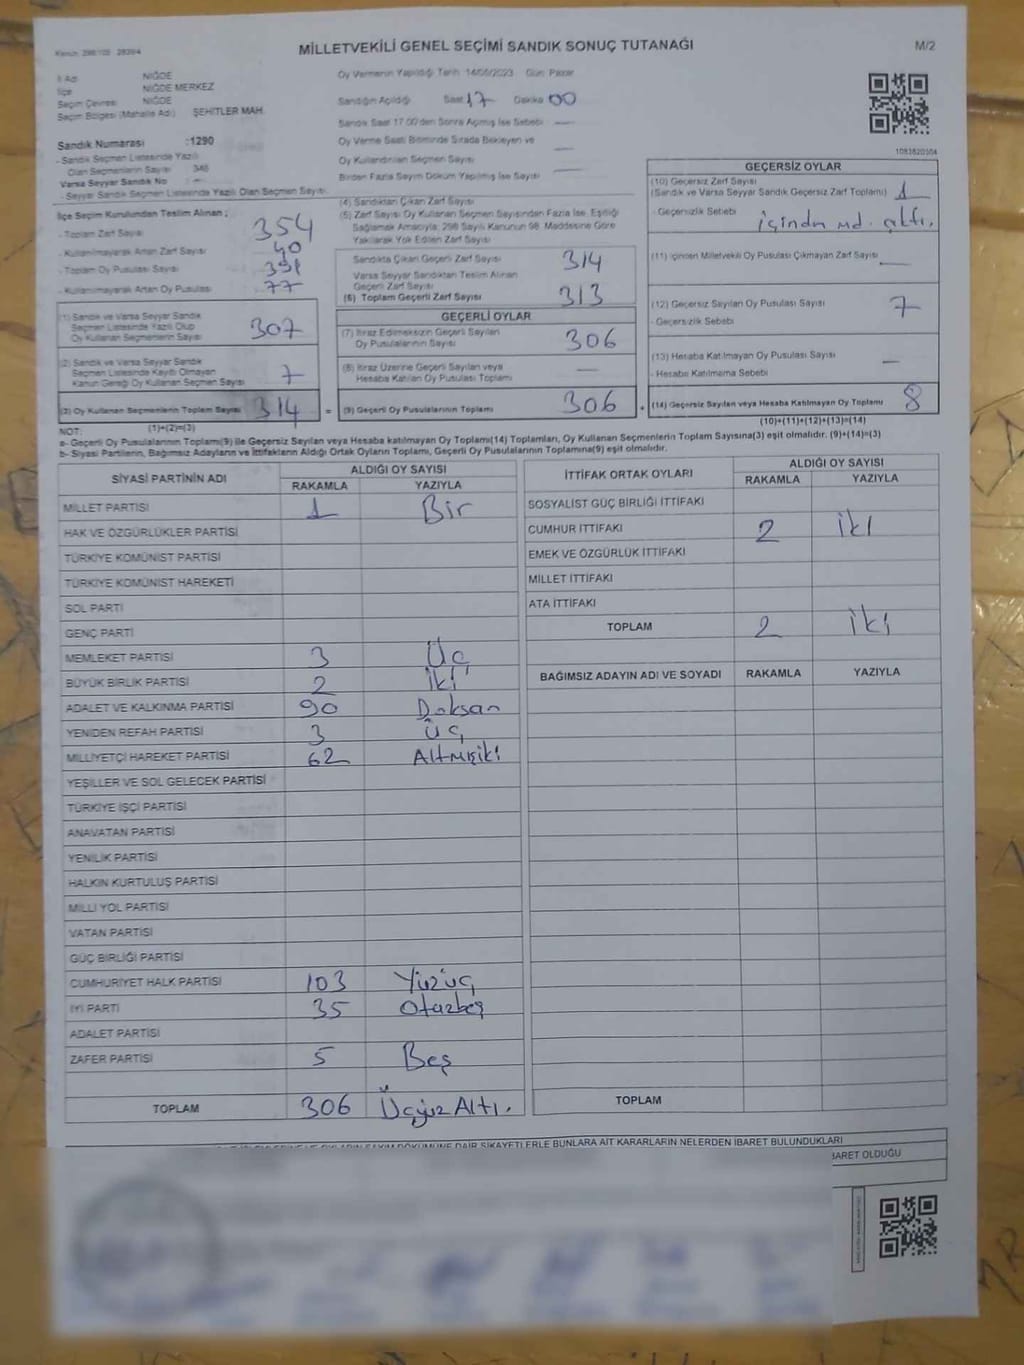 Kanun: 298/105 - 2839/4
MİLLETVEKİLİ GENEL SEÇİMİ SANDIK SONUÇ TUTANAĞI
M/2
İl Adı NİĞDE
İlçe NİĞDE MERKEZ
Seçim Çevresi NİĞDE
Seçim Bölgesi (Mahalle Adı) ŞEHİTLER MAH.
Sandık Numarası :1290
- Sandık Seçmen Listesinde Yazılı
Olan Seçmenlerin Sayısı 346
Varsa Seyyar Sandık No -
- Seyyar Sandık Seçmen Listesinde Yazılı Olan Seçmen Sayısı
Oy Vermenin Yapıldığı Tarih: 14/05/2023 Gün: Pazar
Sandığın Açıldığı Saat 17 Dakika 00
Sandık Saat 17.00'den Sonra Açılmış İse Sebebi —
Oy Verme Saati Bitiminde Sırada Bekleyen ve
Oy Kullandırılan Seçmen Sayısı —
Birden Fazla Sayım Döküm Yapılmış İse Sayısı —
1083820504
İlçe Seçim Kurulundan Teslim Alınan ;
- Toplam Zarf Sayısı 354
- Kullanılmayarak Artan Zarf Sayısı 40
- Toplam Oy Pusulası Sayısı 391
- Kullanılmayarak Artan Oy Pusulası 77
(1) Sandık ve Varsa Seyyar Sandık
Seçmen Listesinde Yazılı Olup
Oy Kullanan Seçmenlerin Sayısı 307
(2) Sandık ve Varsa Seyyar Sandık
Seçmen Listesinde Kaydı Olmayan
Kanun Gereği Oy Kullanan Seçmen Sayısı 7
(3) Oy Kullanan Seçmenlerin Toplam Sayısı 314
(1)+(2)=(3)
(4) Sandıktan Çıkan Zarf Sayısı
(5) Zarf Sayısı Oy Kullanan Seçmen Sayısından Fazla İse, Eşitliği
Sağlamak Amacıyla, 298 Sayılı Kanunun 98. Maddesine Göre
Yakılarak Yok Edilen Zarf Sayısı
Sandıkta Çıkan Geçerli Zarf Sayısı 314
Varsa Seyyar Sandıktan Teslim Alınan
Geçerli Zarf Sayısı
(6) Toplam Geçerli Zarf Sayısı 313
GEÇERLİ OYLAR
(7) İtiraz Edilmeksizin Geçerli Sayılan
Oy Pusulalarının Sayısı 306
(8) İtiraz Üzerine Geçerli Sayılan veya
Hesaba Katılan Oy Pusulası Toplamı —
= (9) Geçerli Oy Pusulalarının Toplamı 306
GEÇERSİZ OYLAR
(10) Geçersiz Zarf Sayısı
(Sandık ve Varsa Seyyar Sandık Geçersiz Zarf Toplamı) 1
- Geçersizlik Sebebi içinden md. çıktı.
(11) İçinden Milletvekili Oy Pusulası Çıkmayan Zarf Sayısı —
(12) Geçersiz Sayılan Oy Pusulası Sayısı 7
- Geçersizlik Sebebi
(13) Hesaba Katılmayan Oy Pusulası Sayısı —
- Hesaba Katılmama Sebebi
+ (14) Geçersiz Sayılan veya Hesaba Katılmayan Oy Toplamı 8
(10)+(11)+(12)+(13)=(14)
NOT:
a- Geçerli Oy Pusulalarının Toplamı(9) ile Geçersiz Sayılan veya Hesaba katılmayan Oy Toplamı(14) Toplamları, Oy Kullanan Seçmenlerin Toplam Sayısına(3) eşit olmalıdır. (9)+(14)=(3)
b- Siyasi Partilerin, Bağımsız Adayların ve İttifakların Aldığı Ortak Oyların Toplamı, Geçerli Oy Pusulalarının Toplamına(9) eşit olmalıdır.
SİYASİ PARTİNİN ADI ALDIĞI OY SAYISI
RAKAMLA YAZIYLA
MİLLET PARTİSİ 1 Bir
HAK VE ÖZGÜRLÜKLER PARTİSİ
TÜRKİYE KOMÜNİST PARTİSİ
TÜRKİYE KOMÜNİST HAREKETİ
SOL PARTİ
GENÇ PARTİ
MEMLEKET PARTİSİ 3 Üç
BÜYÜK BİRLİK PARTİSİ 2 İki
ADALET VE KALKINMA PARTİSİ 90 Doksan
YENİDEN REFAH PARTİSİ 3 Üç
MİLLİYETÇİ HAREKET PARTİSİ 62 Altmışiki
YEŞİLLER VE SOL GELECEK PARTİSİ
TÜRKİYE İŞÇİ PARTİSİ
ANAVATAN PARTİSİ
YENİLİK PARTİSİ
HALKIN KURTULUŞ PARTİSİ
MİLLİ YOL PARTİSİ
VATAN PARTİSİ
GÜÇ BİRLİĞİ PARTİSİ
CUMHURİYET HALK PARTİSİ 103 Yüzüç
İYİ PARTİ 35 Otuzbeş
ADALET PARTİSİ
ZAFER PARTİSİ 5 Beş
TOPLAM 306 Üçyüz Altı.
İTTİFAK ORTAK OYLARI ALDIĞI OY SAYISI
RAKAMLA YAZIYLA
SOSYALİST GÜÇ BİRLİĞİ İTTİFAKI
CUMHUR İTTİFAKI 2 İki
EMEK VE ÖZGÜRLÜK İTTİFAKI
MİLLET İTTİFAKI
ATA İTTİFAKI
TOPLAM 2 İki
BAĞIMSIZ ADAYIN ADI VE SOYADI RAKAMLA YAZIYLA
TOPLAM
SAYIM DÖKÜMÜNE DAİR ŞİKAYETLERLE BUNLARA AİT KARARLARIN NELERDEN İBARET BULUNDUKLARI
BARET OLDUĞU